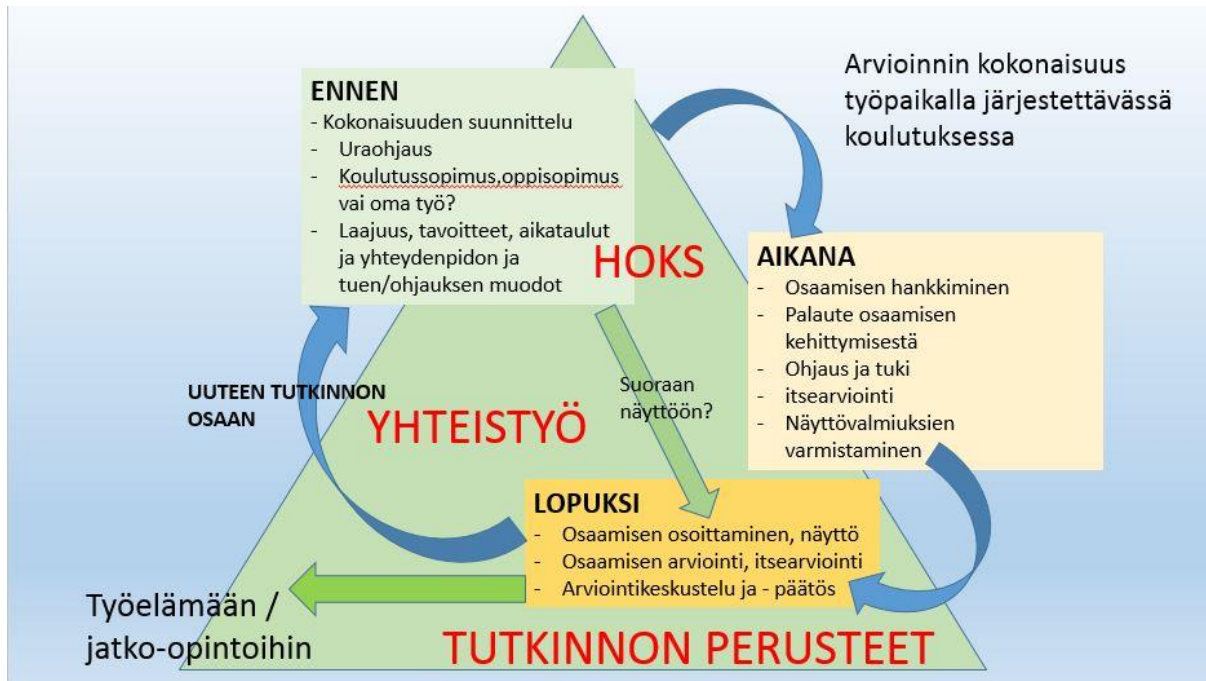 Arvioinnin kokonaisuus
työpaikalla järjestettävässä
koulutuksessa
ENNEN
- Kokonaisuuden suunnittelu
- Uraohjaus
- Koulutussopimus,oppisopimus
vai oma työ?
- Laajuus, tavoitteet, aikataulut
ja yhteydenpidon ja
tuen/ohjauksen muodot
HOKS
AIKANA
- Osaamisen hankkiminen
- Palaute osaamisen
kehittymisestä
- Ohjaus ja tuki
- itsearviointi
- Näyttövalmiuksien
varmistaminen
UUTEEN TUTKINNON
OSAAN
YHTEISTYÖ
Suoraan
näyttöön?
LOPUKSI
- Osaamisen osoittaminen, näyttö
- Osaamisen arviointi, itsearviointi
- Arviointikeskustelu ja - päätös
Työelämään /
jatko-opintoihin
TUTKINNON PERUSTEET